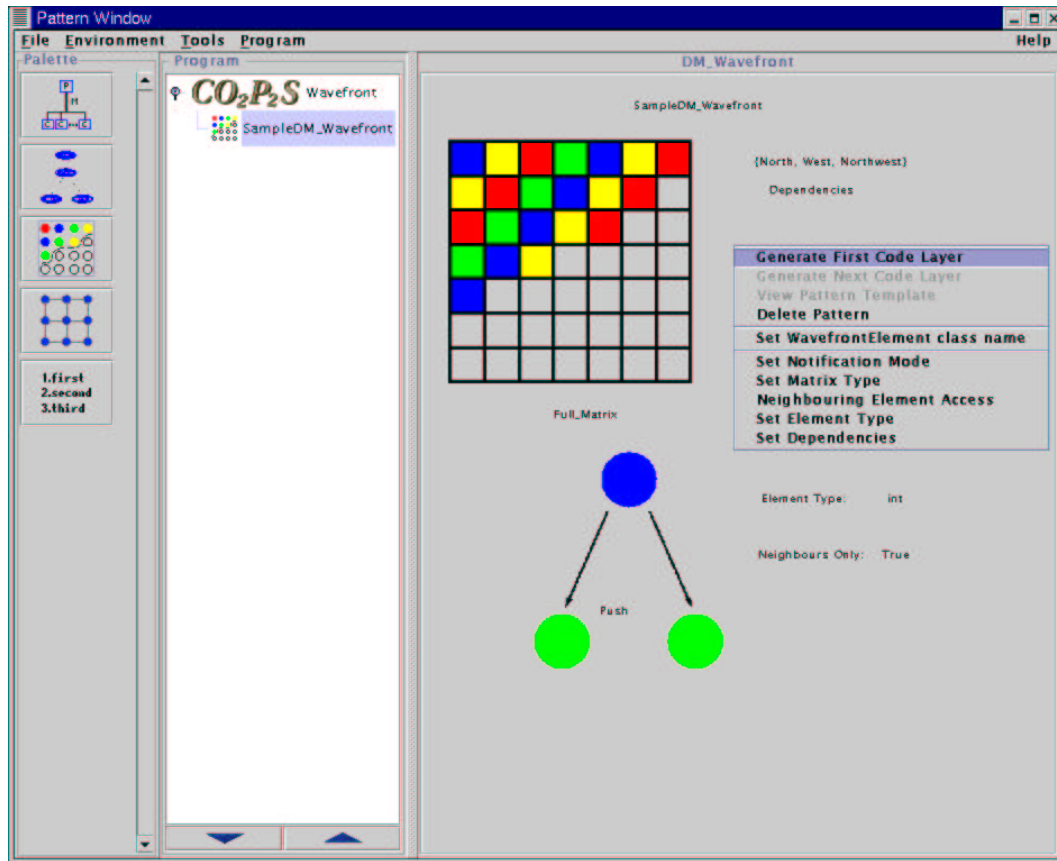 Pattern Window
File Environment Tools Program Help
Palette
P
M
C C C
1.first
2.second
3.third
Program
CO2P2S Wavefront
SampleDM_Wavefront
DM_Wavefront
SampleDM_Wavefront
{North, West, Northwest}
Dependencies
Generate First Code Layer
Generate Next Code Layer
View Pattern Template
Delete Pattern
Set WavefrontElement class name
Set Notification Mode
Set Matrix Type
Neighbouring Element Access
Set Element Type
Set Dependencies
Full_Matrix
Element Type: int
Neighbours Only: True
Push